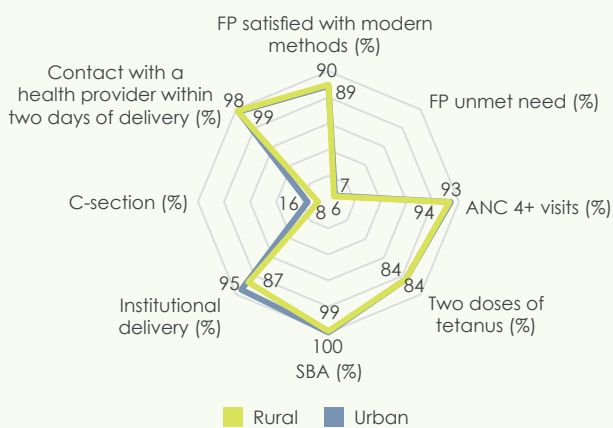 FP satisfied with modern
methods (%)
90
89
FP unmet need (%)
7
6
93
ANC 4+ visits (%)
94
84
84
Two doses of
tetanus (%)
99
100
SBA (%)
95
87
Institutional
delivery (%)
C-section (%)
16
8
Contact with a
health provider within
two days of delivery (%)
98
99
Rural
Urban